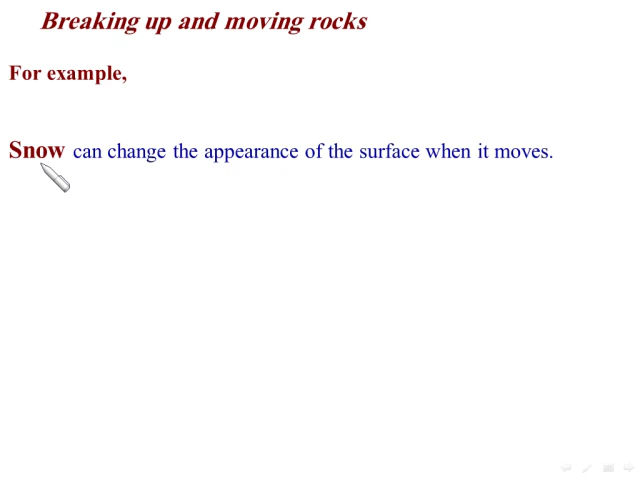 Breaking up and moving rocks
For example,
Snow can change the appearance of the surface when it moves.